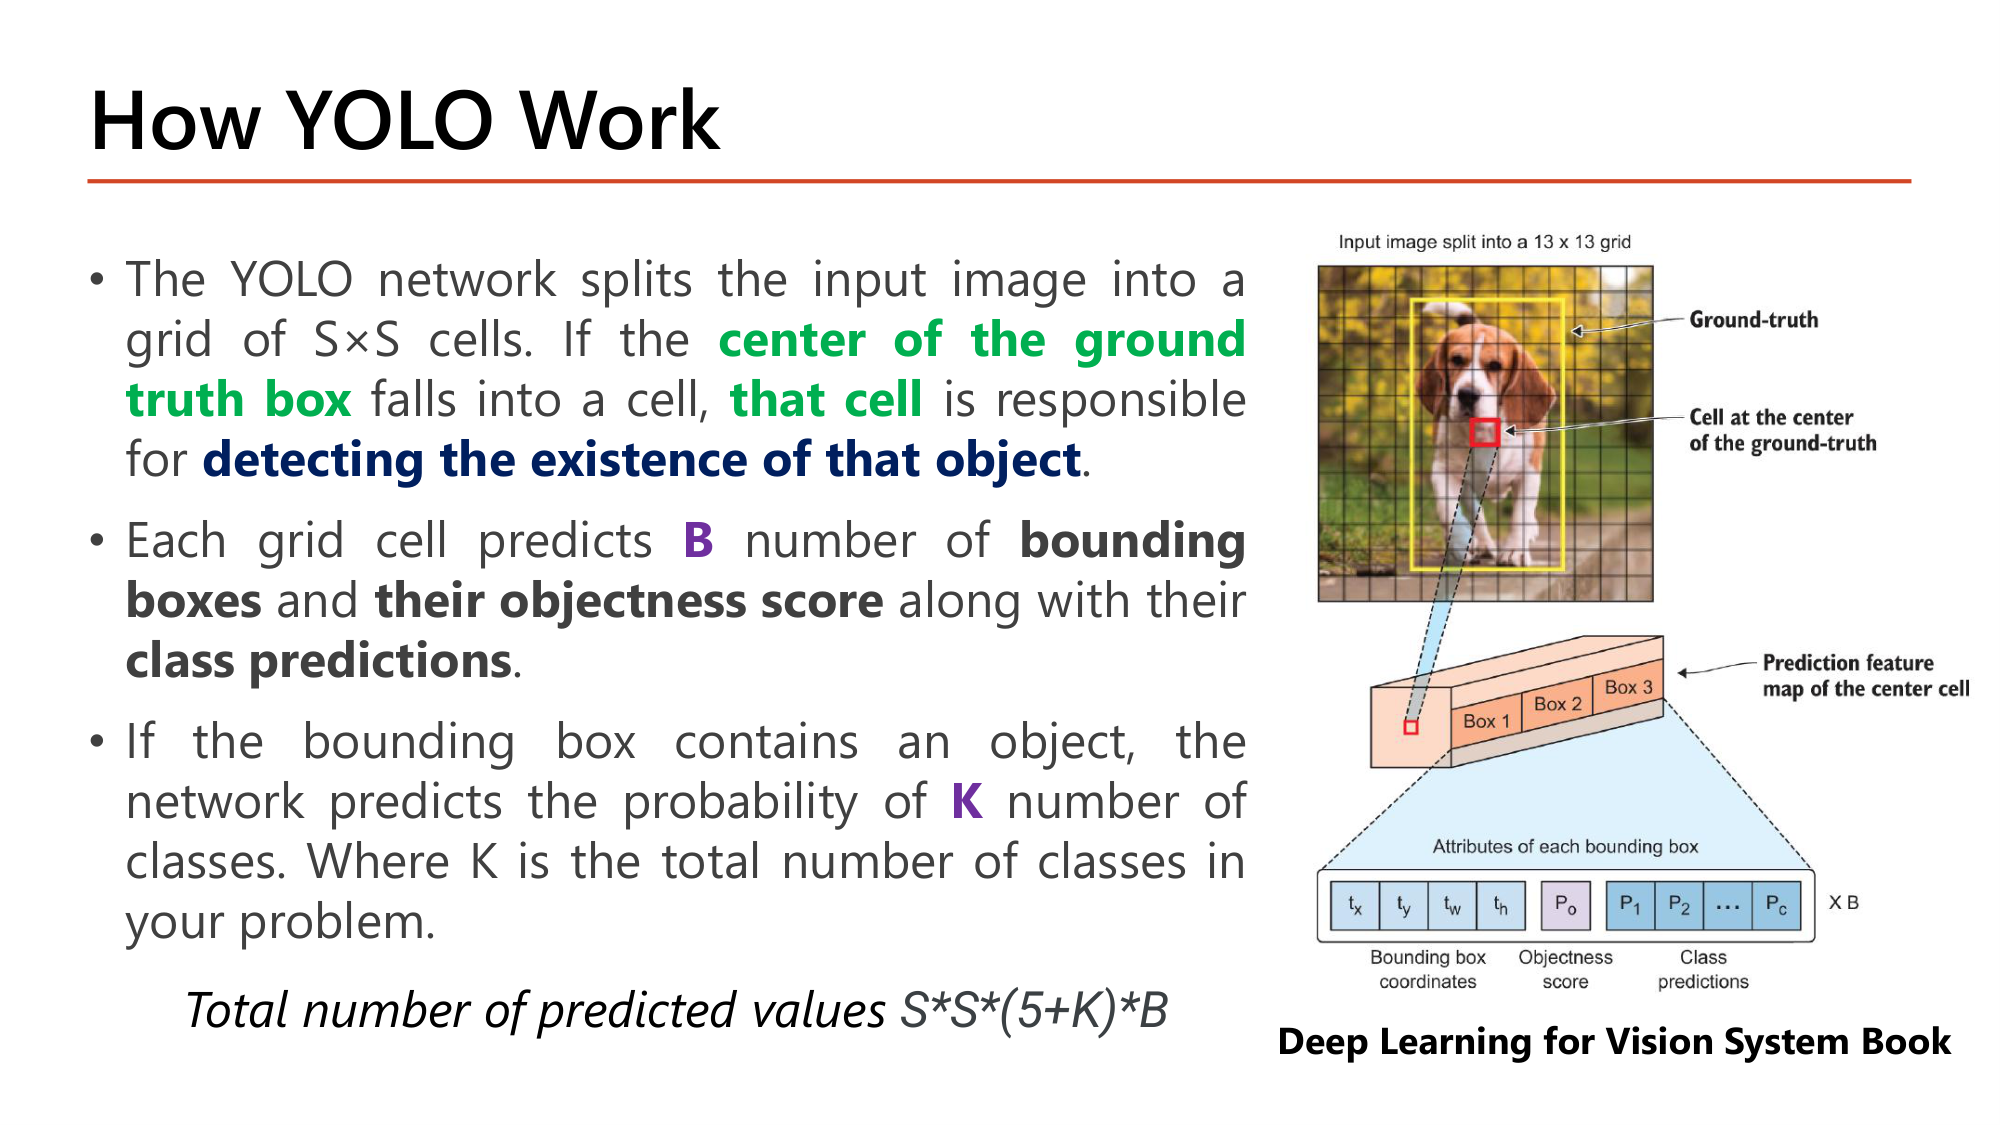 How YOLO Work
• The YOLO network splits the input image into a
grid of S×S cells. If the center of the ground
truth box falls into a cell, that cell is responsible
for detecting the existence of that object.
• Each grid cell predicts B number of bounding
boxes and their objectness score along with their
class predictions.
• If the bounding box contains an object, the
network predicts the probability of K number of
classes. Where K is the total number of classes in
your problem.
Total number of predicted values S*S*(5+K)*B
Input image split into a 13 x 13 grid
Ground-truth
Cell at the center
of the ground-truth
Prediction feature
map of the center cell
Box 1 Box 2 Box 3
Attributes of each bounding box
tx ty tw th Po P1 P2 ... Pc X B
Bounding box
coordinates
Objectness
score
Class
predictions
Deep Learning for Vision System Book